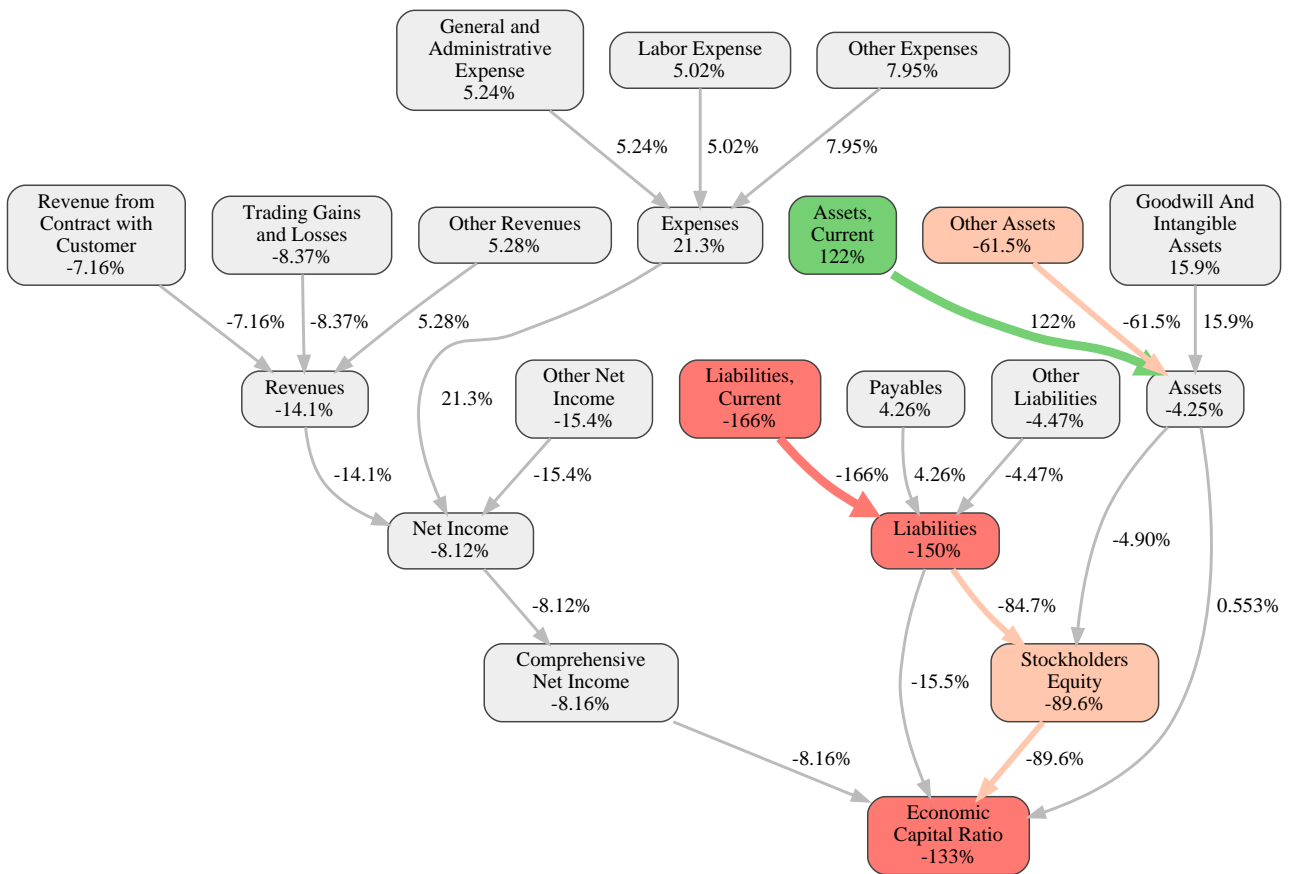 General and
Administrative
Expense
5.24%
Labor Expense
5.02%
Other Expenses
7.95%
5.24%
5.02%
7.95%
Revenue from
Contract with
Customer
-7.16%
Trading Gains
and Losses
-8.37%
Other Revenues
5.28%
Expenses
21.3%
Assets,
Current
122%
Other Assets
-61.5%
Goodwill And
Intangible
Assets
15.9%
-7.16%
-8.37%
5.28%
122%
-61.5%
15.9%
Revenues
-14.1%
21.3%
Other Net
Income
-15.4%
Liabilities,
Current
-166%
Payables
4.26%
Other
Liabilities
-4.47%
Assets
-4.25%
-14.1%
-15.4%
-166%
4.26%
-4.47%
Net Income
-8.12%
Liabilities
-150%
-4.90%
-8.12%
-84.7%
0.553%
Comprehensive
Net Income
-8.16%
-15.5%
Stockholders
Equity
-89.6%
-8.16%
-89.6%
Economic
Capital Ratio
-133%